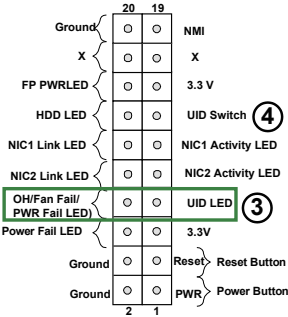 20 19
Ground NMI
X X
FP PWRLED 3.3 V
HDD LED UID Switch 4
NIC1 Link LED NIC1 Activity LED
NIC2 Link LED NIC2 Activity LED
OH/Fan Fail/
PWR Fail LED) UID LED 3
Power Fail LED 3.3V
Ground Reset Reset Button
Ground PWR Power Button
2 1